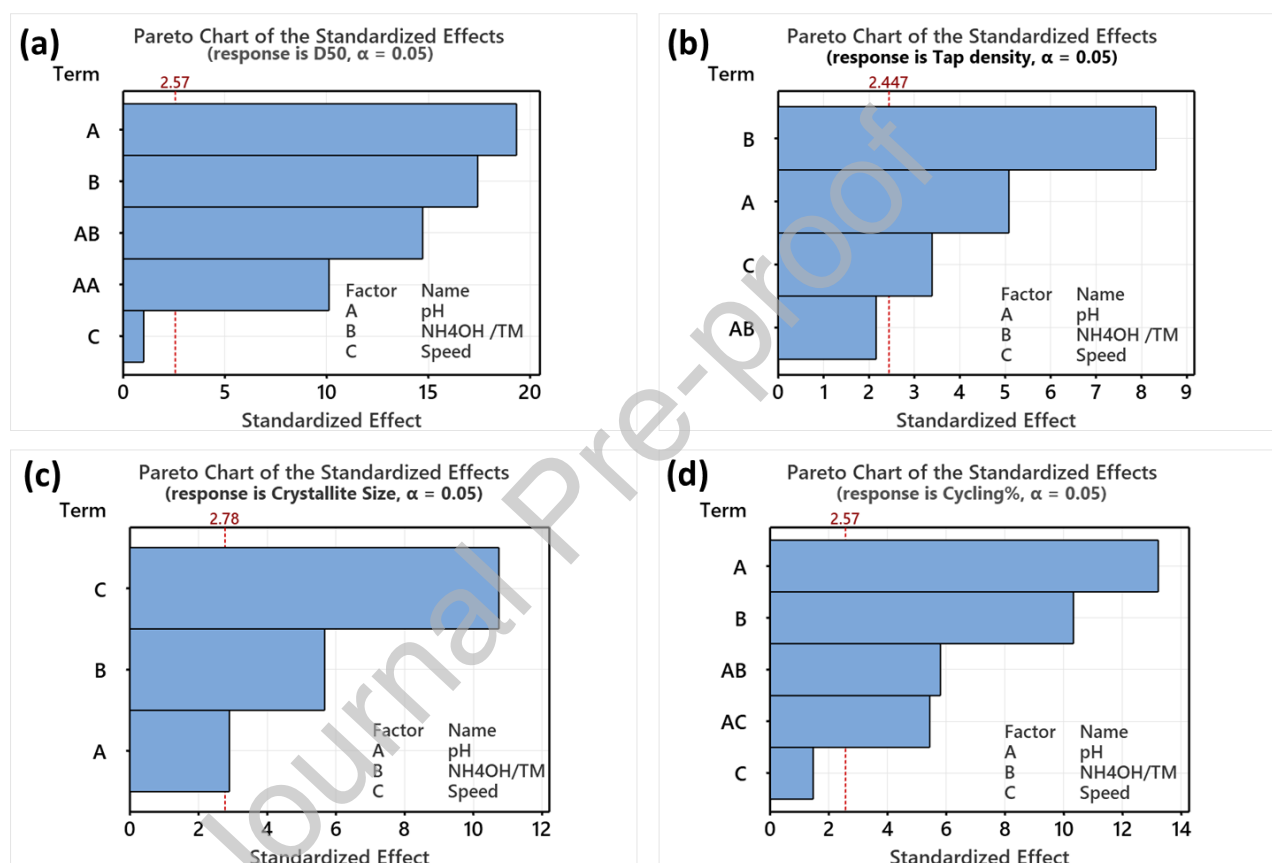 (a)
Pareto Chart of the Standardized Effects
(response is D50, α = 0.05)
Term
2.57
A
B
AB
AA
C
Factor Name
A pH
B NH4OH /TM
C Speed
0 5 10 15 20
Standardized Effect
(b)
Pareto Chart of the Standardized Effects
(response is Tap density, α = 0.05)
Term
2.447
B
A
C
AB
Factor Name
A pH
B NH4OH /TM
C Speed
0 1 2 3 4 5 6 7 8 9
Standardized Effect
(c)
Pareto Chart of the Standardized Effects
(response is Crystallite Size, α = 0.05)
Term
2.78
C
B
A
Factor Name
A pH
B NH4OH/TM
C Speed
0 2 4 6 8 10 12
Standardized Effect
(d)
Pareto Chart of the Standardized Effects
(response is Cycling%, α = 0.05)
Term
2.57
A
B
AB
AC
C
Factor Name
A pH
B NH4OH/TM
C Speed
0 2 4 6 8 10 12 14
Standardized Effect
Journal Pre-proof